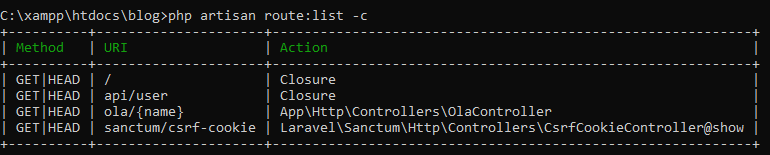 C:\xampp\htdocs\blog>php artisan route:list -c
+----------+---------------------+------------------------------------------------------------+
| Method   | URI                 | Action                                                     |
+----------+---------------------+------------------------------------------------------------+
| GET|HEAD | /                   | Closure                                                    |
| GET|HEAD | api/user            | Closure                                                    |
| GET|HEAD | ola/{name}          | App\Http\Controllers\OlaController                         |
| GET|HEAD | sanctum/csrf-cookie | Laravel\Sanctum\Http\Controllers\CsrfCookieController@show |
+----------+---------------------+------------------------------------------------------------+